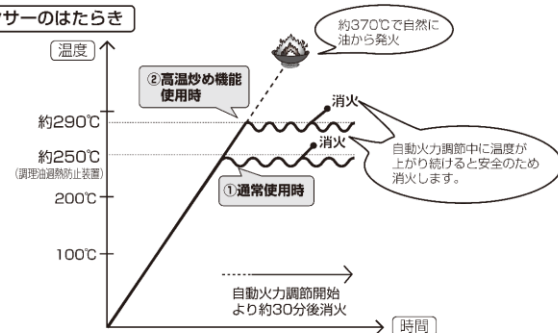 サーのはたらき
温度
約370℃で自然に
油から発火
②高温炒め機能
使用時
消火
約290℃
消火
約250℃
(調理油過熱防止装置)
自動火力調節中に温度が
上がり続けると安全のため
消火します。
①通常使用時
200℃
100℃
自動火力調節開始
より約30分後消火
時間